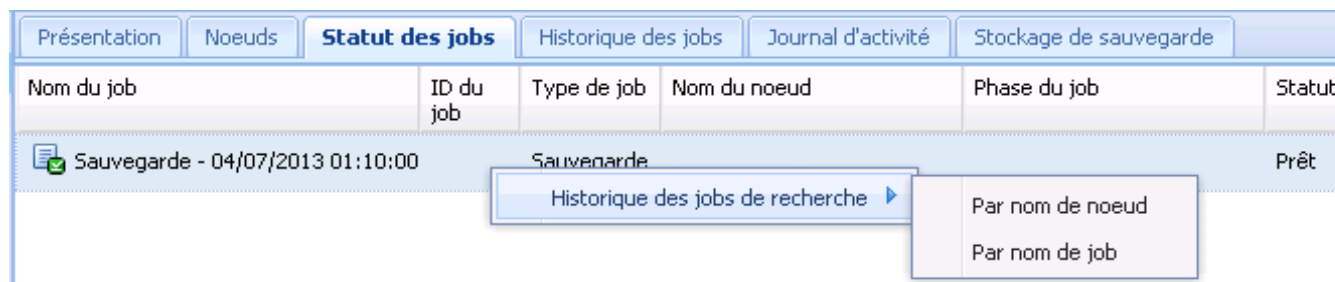 Présentation Noeuds Statut des jobs Historique des jobs Journal d'activité Stockage de sauvegarde
Nom du job ID du job Type de job Nom du noeud Phase du job Statut
Sauvegarde - 04/07/2013 01:10:00 Sauvegarde Prêt
Historique des jobs de recherche
Par nom de noeud
Par nom de job